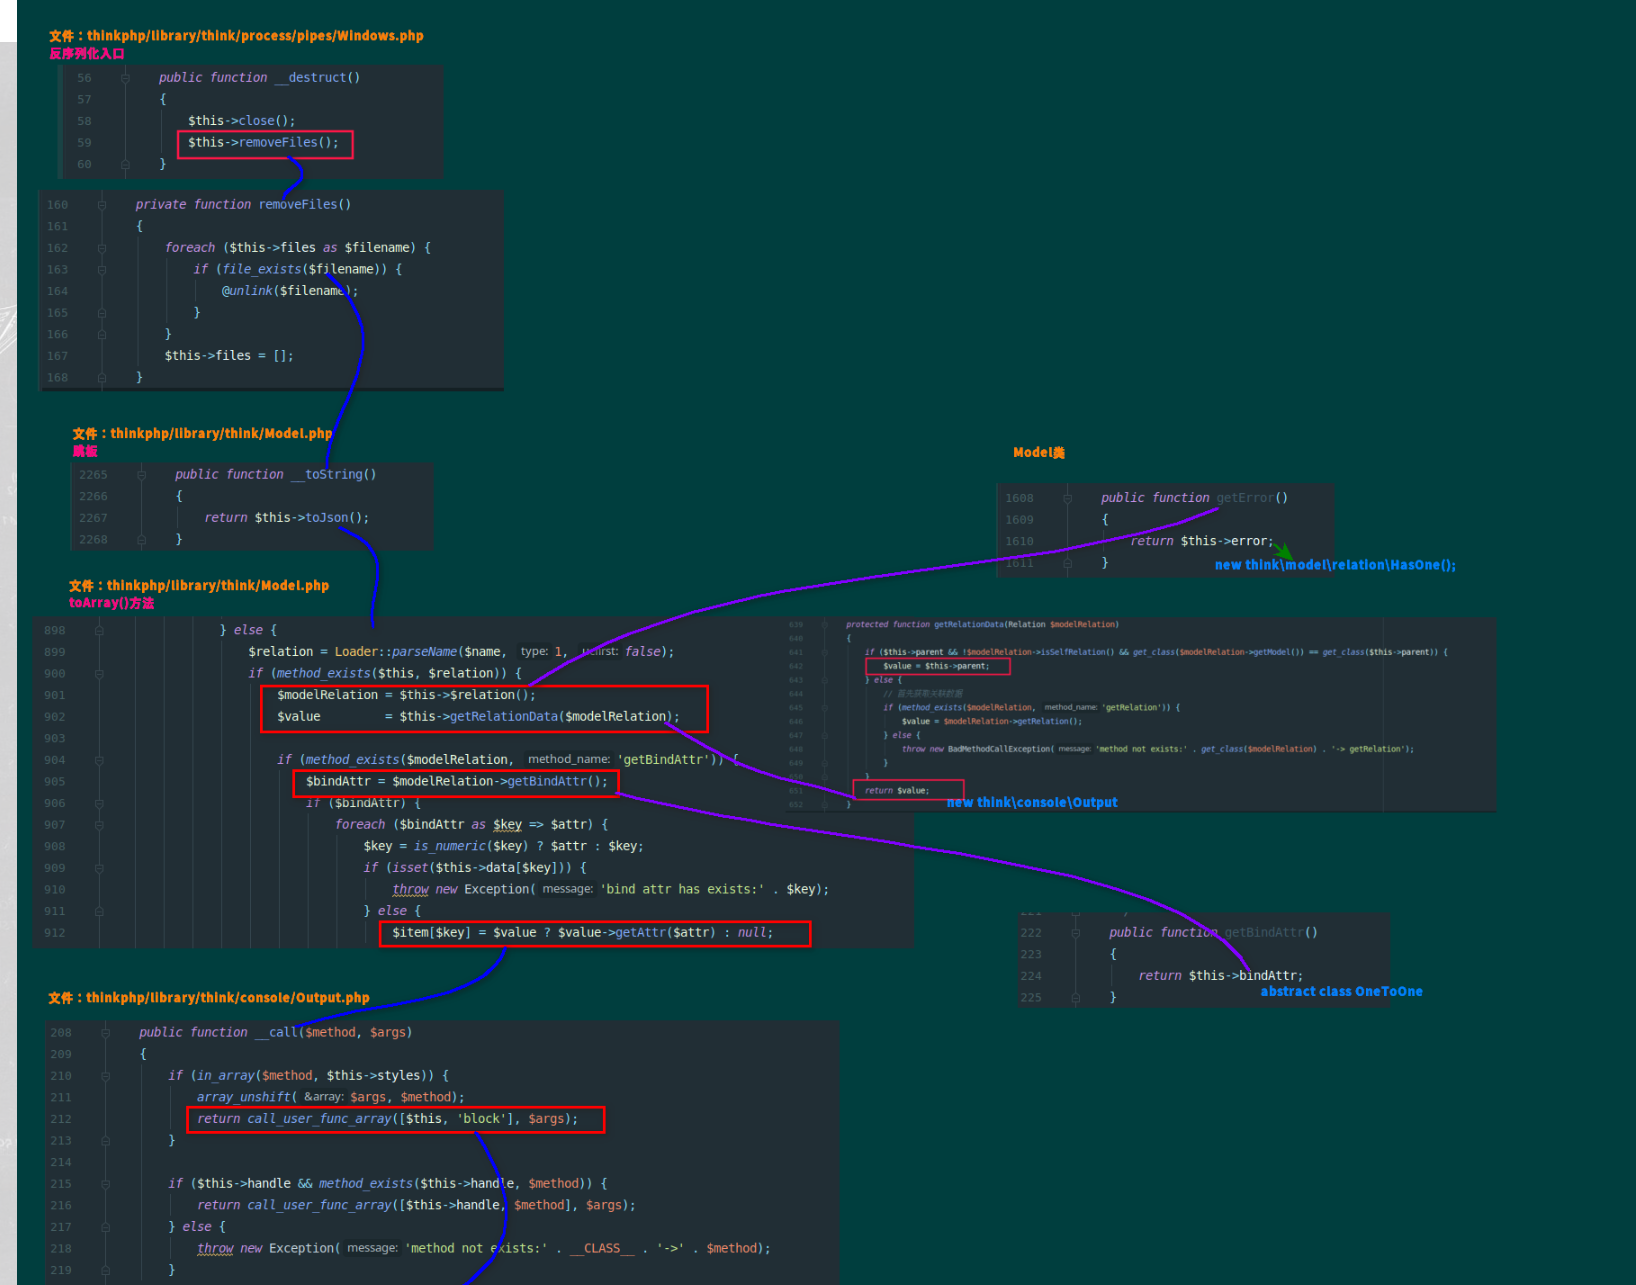 文件：thinkphp/library/think/process/pipes/Windows.php
反序列化入口
56 public function __destruct()
57 {
58 $this->close();
59 $this->removeFiles();
60 }
160 private function removeFiles()
161 {
162 foreach ($this->files as $filename) {
163 if (file_exists($filename)) {
164 @unlink($filename);
165 }
166 }
167 $this->files = [];
168 }
文件：thinkphp/library/think/Model.php
跳板
2265 public function __toString()
2266 {
2267 return $this->toJson();
2268 }
Model类
1608 public function getError()
1609 {
1610 return $this->error;
1611 }
new think\model\relation\HasOne();
文件：thinkphp/library/think/Model.php
toArray()方法
898 } else {
899 $relation = Loader::parseName($name, type: 1, ucfirst: false);
900 if (method_exists($this, $relation)) {
901 $modelRelation = $this->$relation();
902 $value = $this->getRelationData($modelRelation);
903
904 if (method_exists($modelRelation, method_name: 'getBindAttr')) {
905 $bindAttr = $modelRelation->getBindAttr();
906 if ($bindAttr) {
907 foreach ($bindAttr as $key => $attr) {
908 $key = is_numeric($key) ? $attr : $key;
909 if (isset($this->data[$key])) {
910 throw new Exception( message: 'bind attr has exists:' . $key);
911 } else {
912 $item[$key] = $value ? $value->getAttr($attr) : null;
639 protected function getRelationData(Relation $modelRelation)
640 {
641 if ($this->parent && !$modelRelation->isSelfRelation() && get_class($modelRelation->getModel()) == get_class($this->parent)) {
642 $value = $this->parent;
643 } else {
644 // 首先获取关联数据
645 if (method_exists($modelRelation, method_name: 'getRelation')) {
646 $value = $modelRelation->getRelation();
647 } else {
648 throw new BadMethodCallException( message: 'method not exists:' . get_class($modelRelation) . '-> getRelation');
649 }
650 }
651 return $value;
652 }
new think\console\Output
221
222 public function getBindAttr()
223 {
224 return $this->bindAttr;
225 }
abstract class OneToOne
文件：thinkphp/library/think/console/Output.php
208 public function __call($method, $args)
209 {
210 if (in_array($method, $this->styles)) {
211 array_unshift( &array: $args, $method);
212 return call_user_func_array([$this, 'block'], $args);
213 }
214
215 if ($this->handle && method_exists($this->handle, $method)) {
216 return call_user_func_array([$this->handle, $method], $args);
217 } else {
218 throw new Exception( message: 'method not exists:' . __CLASS__ . '->' . $method);
219 }